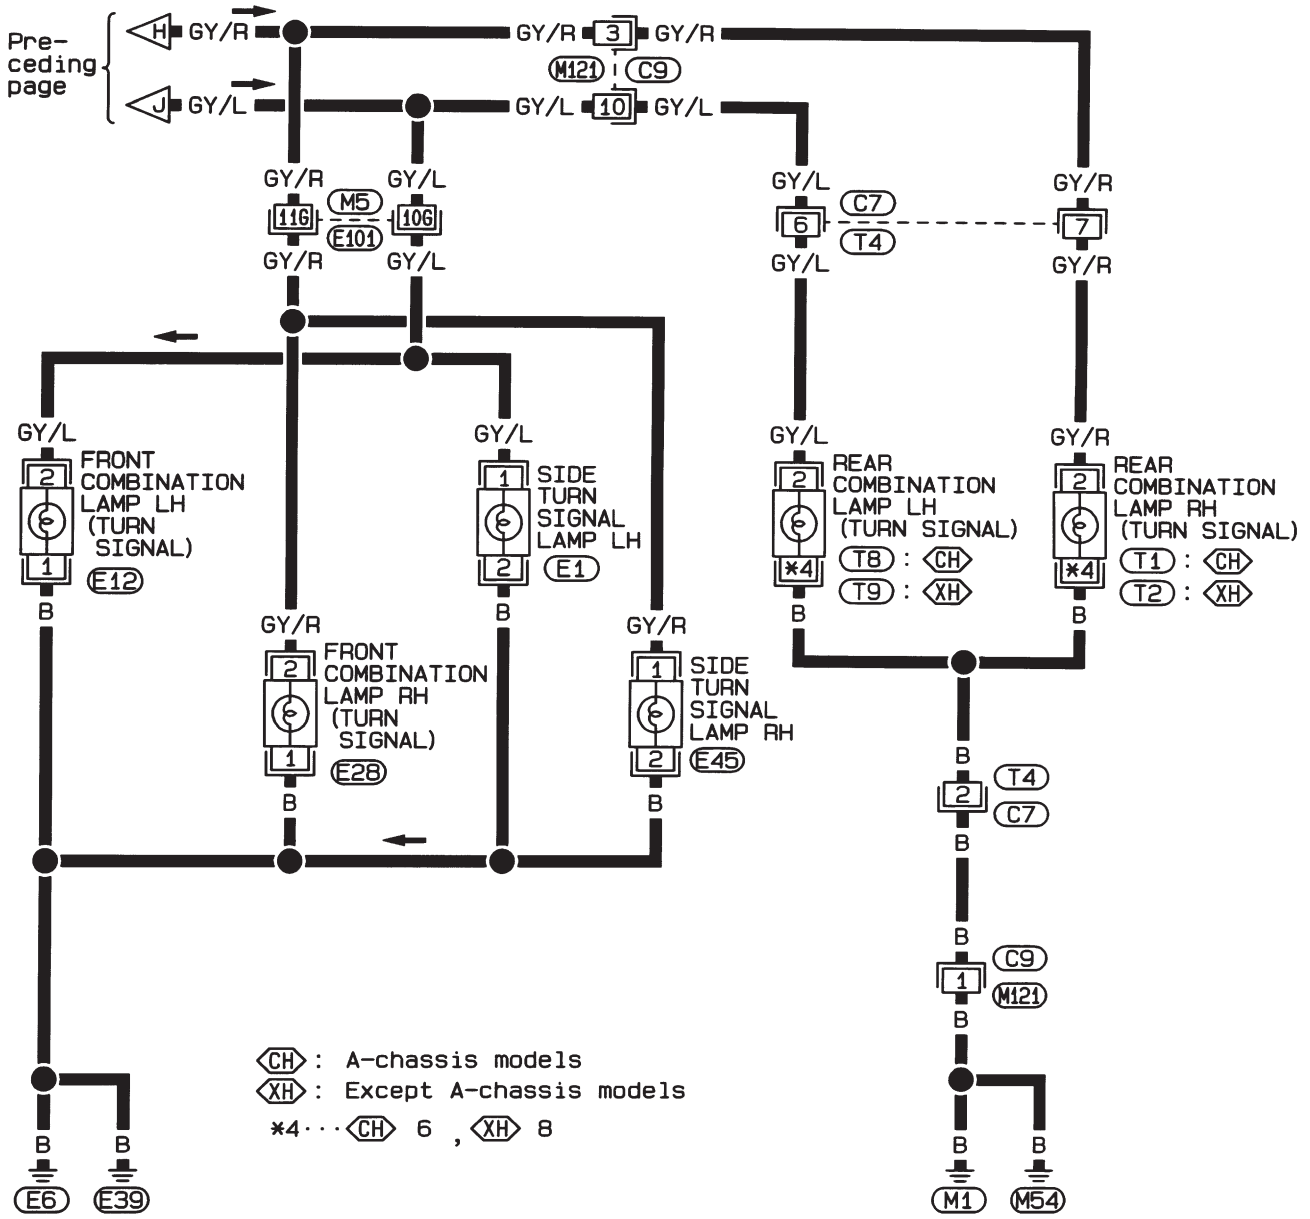 Pre-
ceding
page
H GY/R GY/R 3 GY/R
M121 C9
J GY/L GY/L 10 GY/L
GY/R GY/L GY/L GY/R
11G M5 10G 6 C7 7
E101 T4
GY/R GY/L GY/L GY/R
GY/L GY/L GY/L GY/R
2 FRONT
COMBINATION
LAMP LH
(TURN
SIGNAL)
1 E12
B
1 SIDE
TURN
SIGNAL
LAMP LH
2 E1
B
2 REAR
COMBINATION
LAMP LH
(TURN SIGNAL)
*4 T8 : CH
T9 : XH
B
2 REAR
COMBINATION
LAMP RH
(TURN SIGNAL)
*4 T1 : CH
T2 : XH
B
GY/R GY/R
2 FRONT
COMBINATION
LAMP RH
(TURN
SIGNAL)
1 E28
B
1 SIDE
TURN
SIGNAL
LAMP RH
2 E45
B
B
2 T4
C7
B
B
1 C9
M121
B
CH : A-chassis models
XH : Except A-chassis models
*4··· CH 6 , XH 8
B B B B
E6 E39 M1 M54